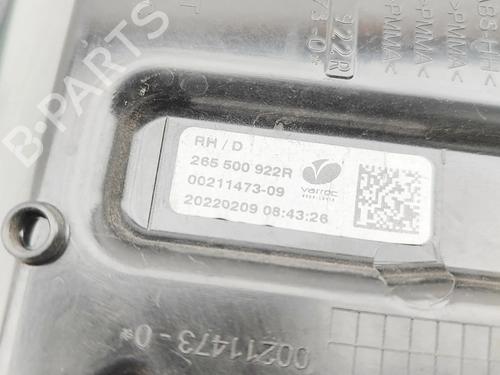 RH / D
265 500 922R
00211473-09
20220209 08:43:26
varroc
922R
73-0*
>PMMA<
>PMMA<
>PMMA<
00211473-0*
B-Parts